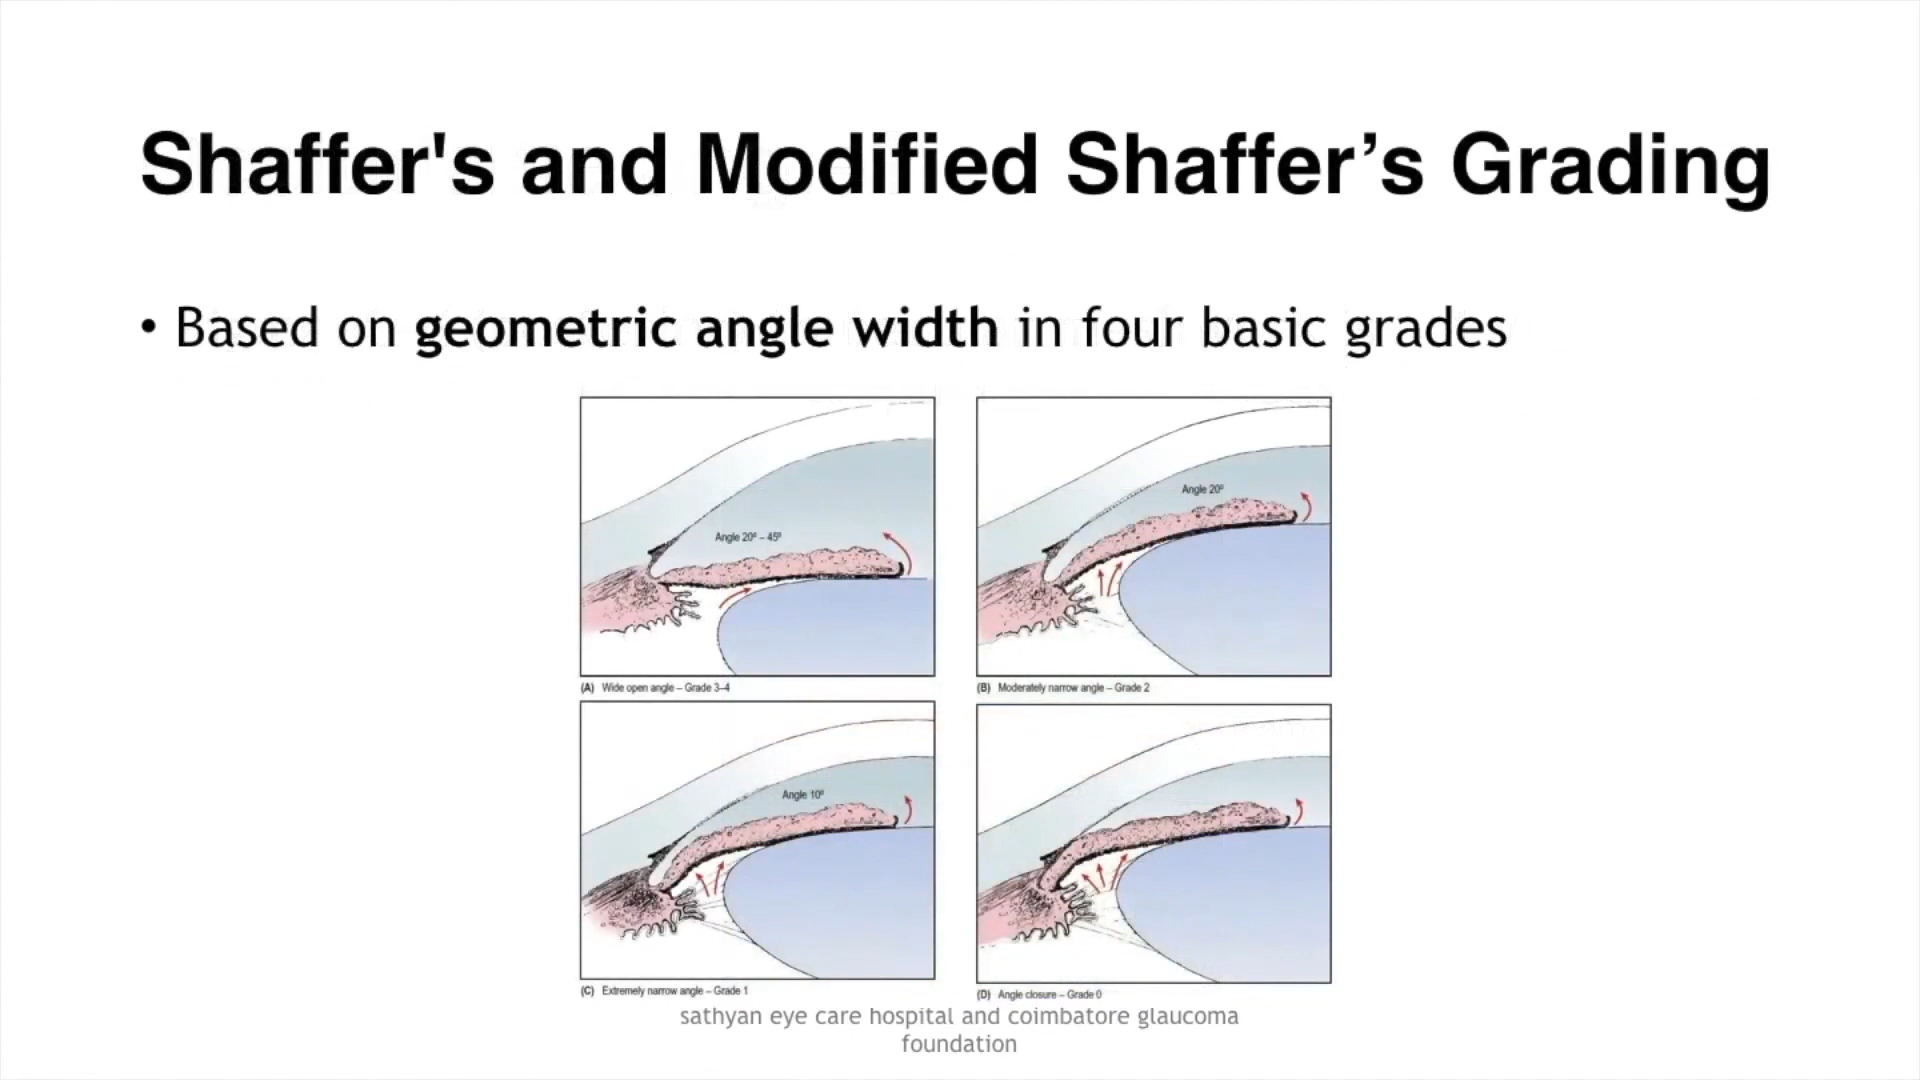 Shaffer's and Modified Shaffer’s Grading
• Based on geometric angle width in four basic grades
Angle 20º – 45º
Angle 20º
(A) Wide open angle – Grade 3–4
(B) Moderately narrow angle – Grade 2
Angle 10º
(C) Extremely narrow angle – Grade 1
(D) Angle closure – Grade 0
sathyan eye care hospital and coimbatore glaucoma
foundation